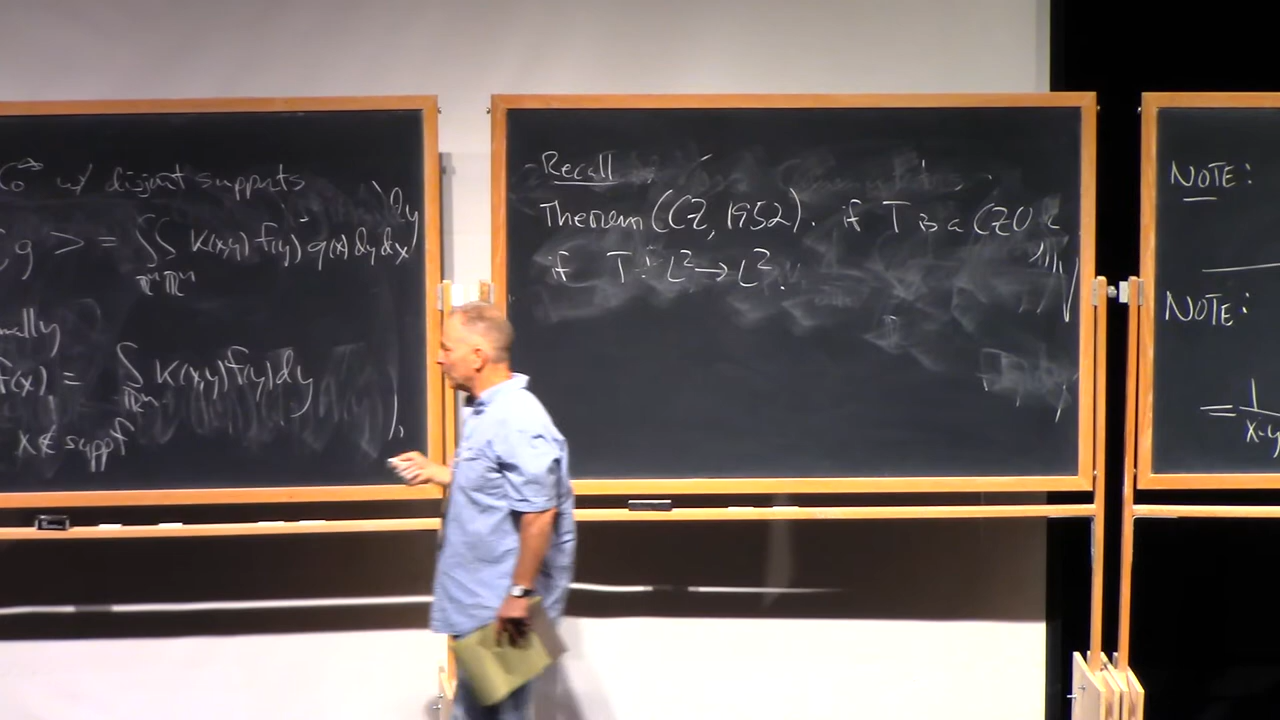 C₀^∞ w/ disjoint supports
, g > = ∫∫ K(x,y) f(y) g(x) dy dx
ℝⁿ ℝⁿ
mally
f(x) = ∫ K(x,y) f(y) dy
ℝⁿ
x ∉ supp f
Recall
Theorem (CZ, 1952). if T is a CZO &
if T : L² → L².
NOTE:
NOTE:
= 1
x-y